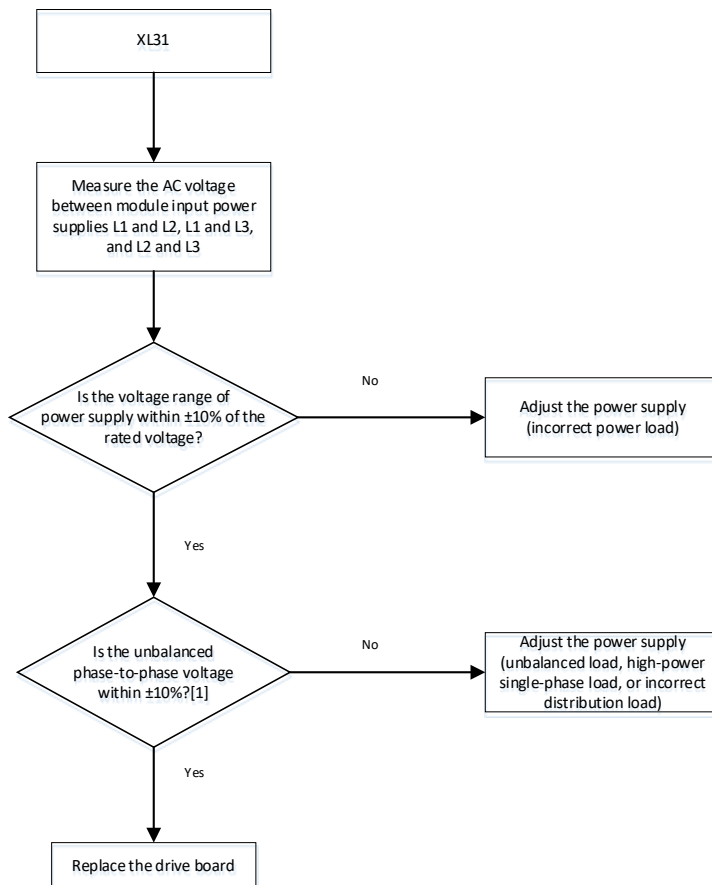 XL31
Measure the AC voltage
between module input power
supplies L1 and L2, L1 and L3,
and L2 and L3
Is the voltage range of
power supply within ±10% of the
rated voltage?
No
Adjust the power supply
(incorrect power load)
Yes
Is the unbalanced
phase-to-phase voltage
within ±10%?[1]
No
Adjust the power supply
(unbalanced load, high-power
single-phase load, or incorrect
distribution load)
Yes
Replace the drive board